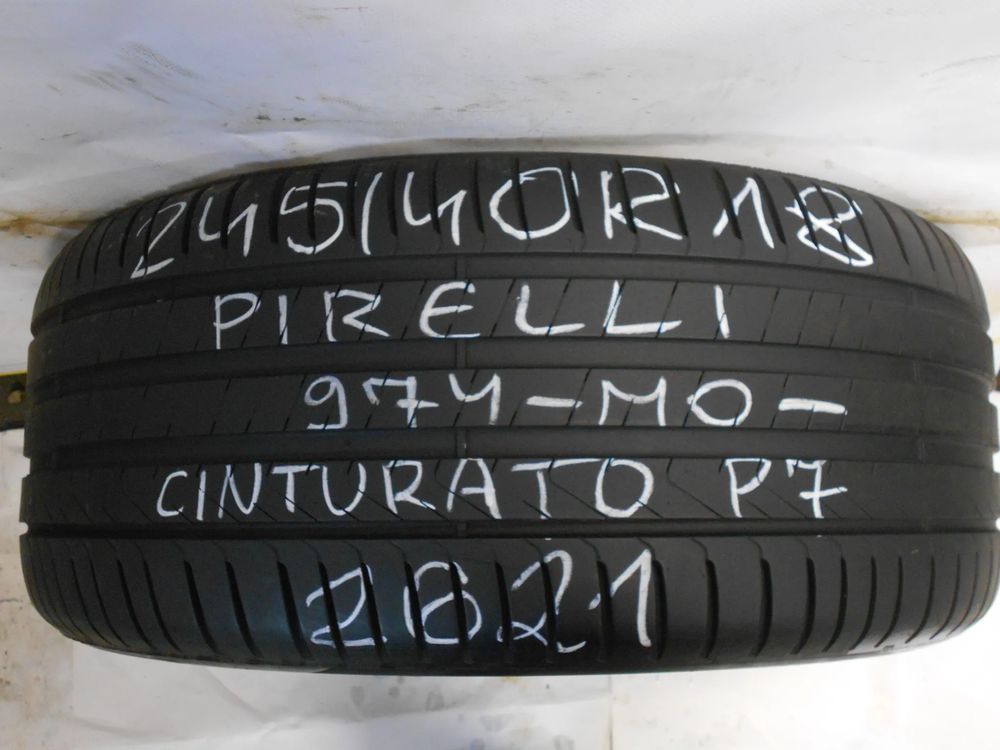 245/40R18
PIRELLI
97Y-MO-
CINTURATO P7
2821